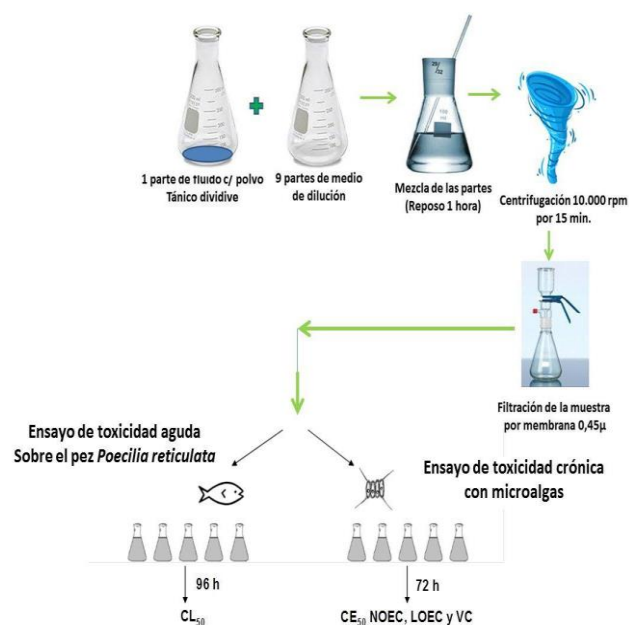 1 parte de fluido c/ polvo
Tánico dividive
9 partes de medio
de dilución
Mezcla de las partes
(Reposo 1 hora)
Centrifugación 10.000 rpm
por 15 min.
Filtración de la muestra
por membrana 0,45µ
Ensayo de toxicidad aguda
Sobre el pez Poecilia reticulata
Ensayo de toxicidad crónica
con microalgas
96 h
72 h
CL50
CE50 NOEC, LOEC y VC